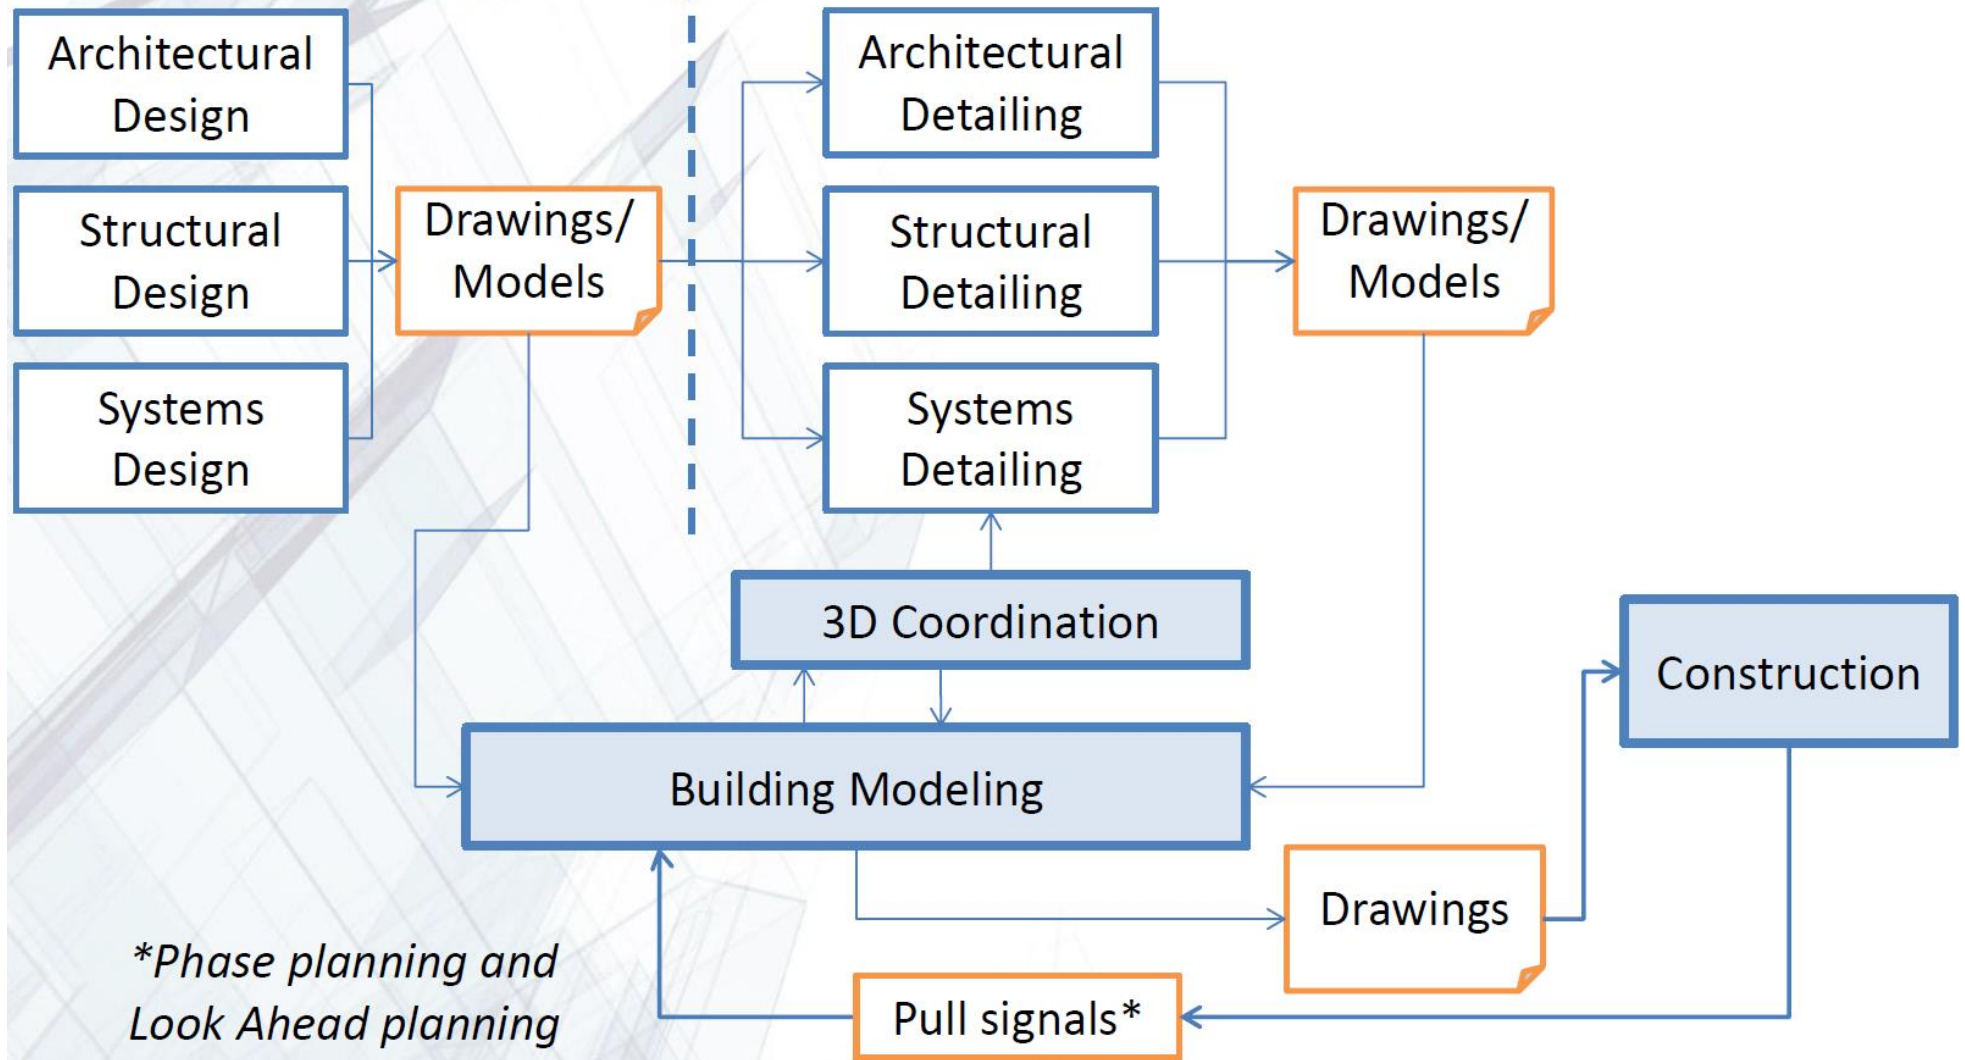 Architectural
Design
Structural
Design
Systems
Design
Drawings/
Models
Architectural
Detailing
Structural
Detailing
Systems
Detailing
Drawings/
Models
3D Coordination
Building Modeling
Construction
Drawings
Pull signals*
*Phase planning and
Look Ahead planning